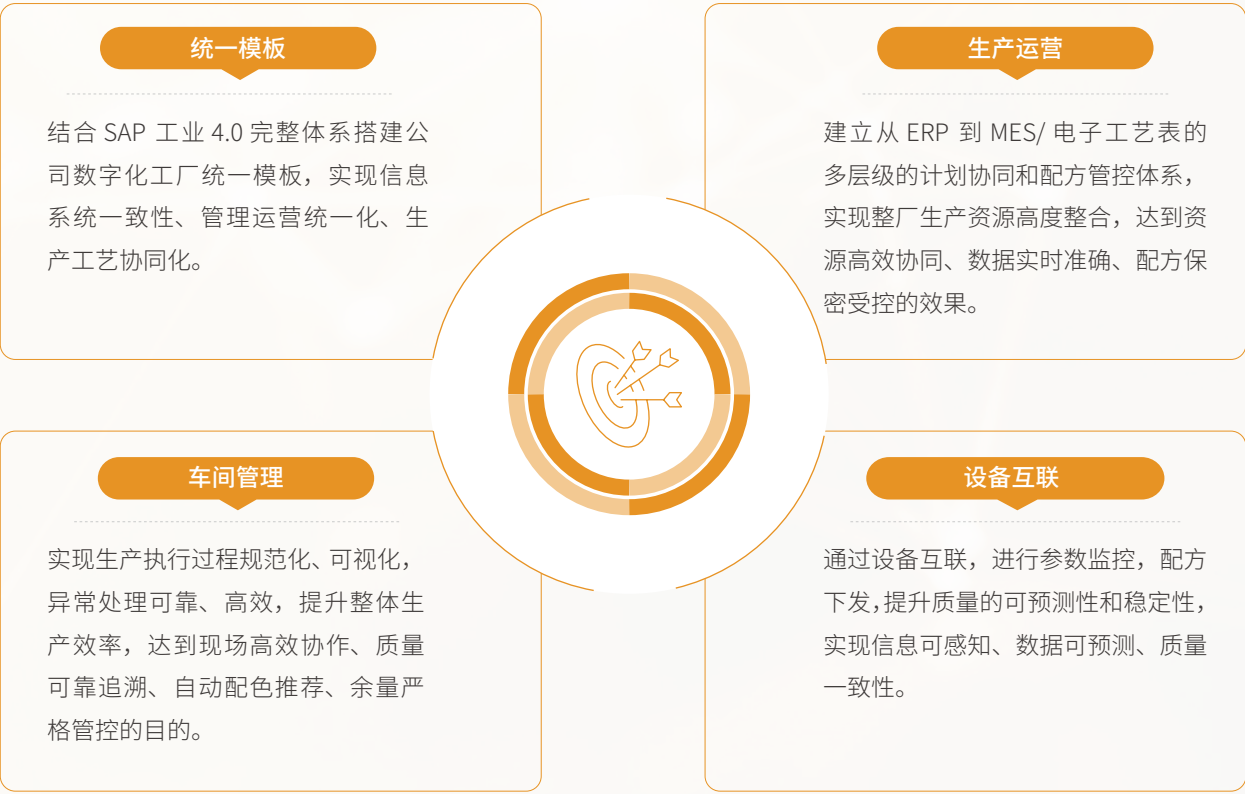 统一模板
结合 SAP 工业 4.0 完整体系搭建公
司数字化工厂统一模板，实现信息
系统一致性、管理运营统一化、生
产工艺协同化。
生产运营
建立从 ERP 到 MES/ 电子工艺表的
多层级的计划协同和配方管控体系，
实现整厂生产资源高度整合，达到资
源高效协同、数据实时准确、配方保
密受控的效果。
车间管理
实现生产执行过程规范化、可视化，
异常处理可靠、高效，提升整体生
产效率，达到现场高效协作、质量
可靠追溯、自动配色推荐、余量严
格管控的目的。
设备互联
通过设备互联，进行参数监控，配方
下发，提升质量的可预测性和稳定性，
实现信息可感知、数据可预测、质量
一致性。